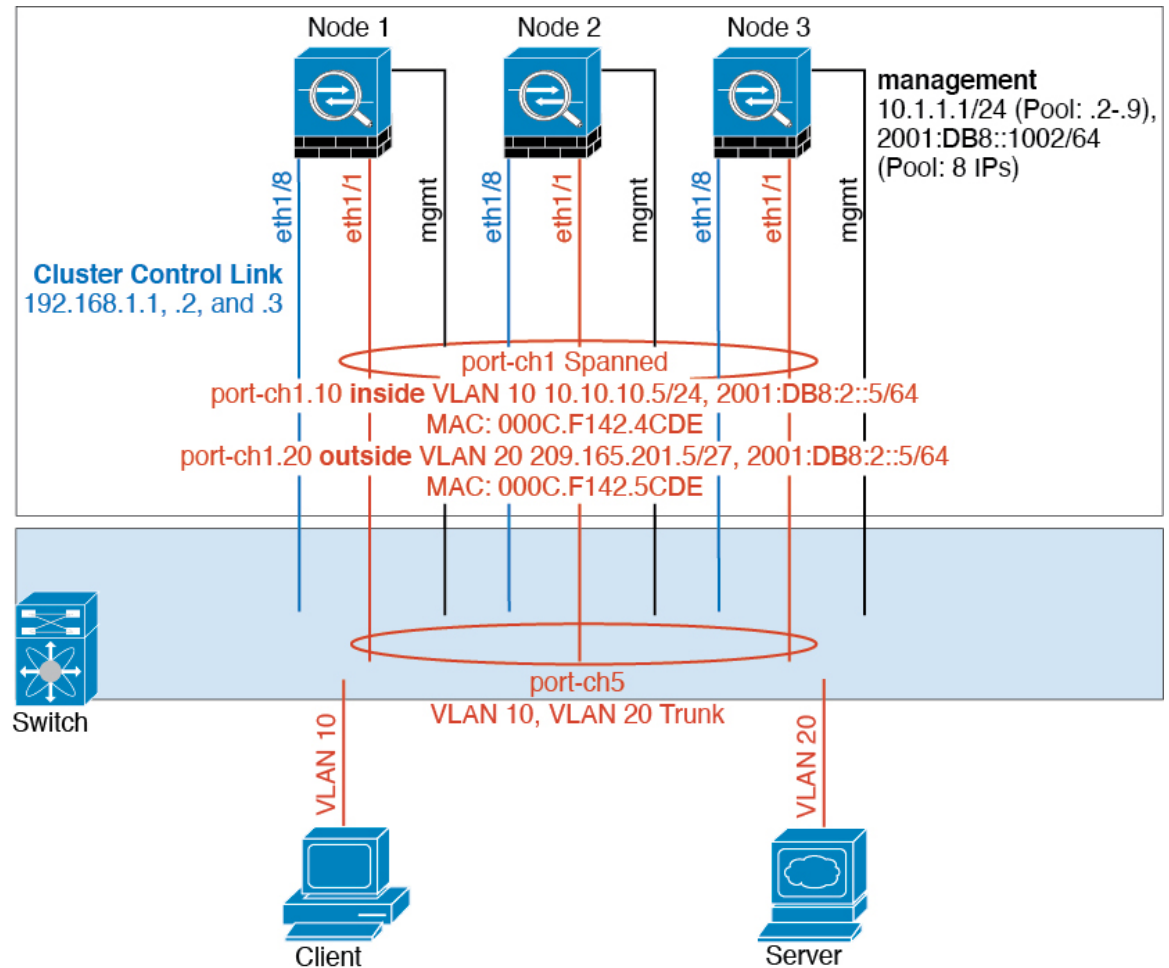 Node 1
Node 2
Node 3
management
10.1.1.1/24 (Pool: .2-.9),
2001:DB8::1002/64
(Pool: 8 IPs)
eth1/8
eth1/1
mgmt
eth1/8
eth1/1
mgmt
eth1/8
eth1/1
mgmt
Cluster Control Link
192.168.1.1, .2, and .3
port-ch1 Spanned
port-ch1.10 inside VLAN 10 10.10.10.5/24, 2001:DB8:2::5/64
MAC: 000C.F142.4CDE
port-ch1.20 outside VLAN 20 209.165.201.5/27, 2001:DB8:2::5/64
MAC: 000C.F142.5CDE
port-ch5
VLAN 10, VLAN 20 Trunk
Switch
VLAN 10
VLAN 20
Client
Server